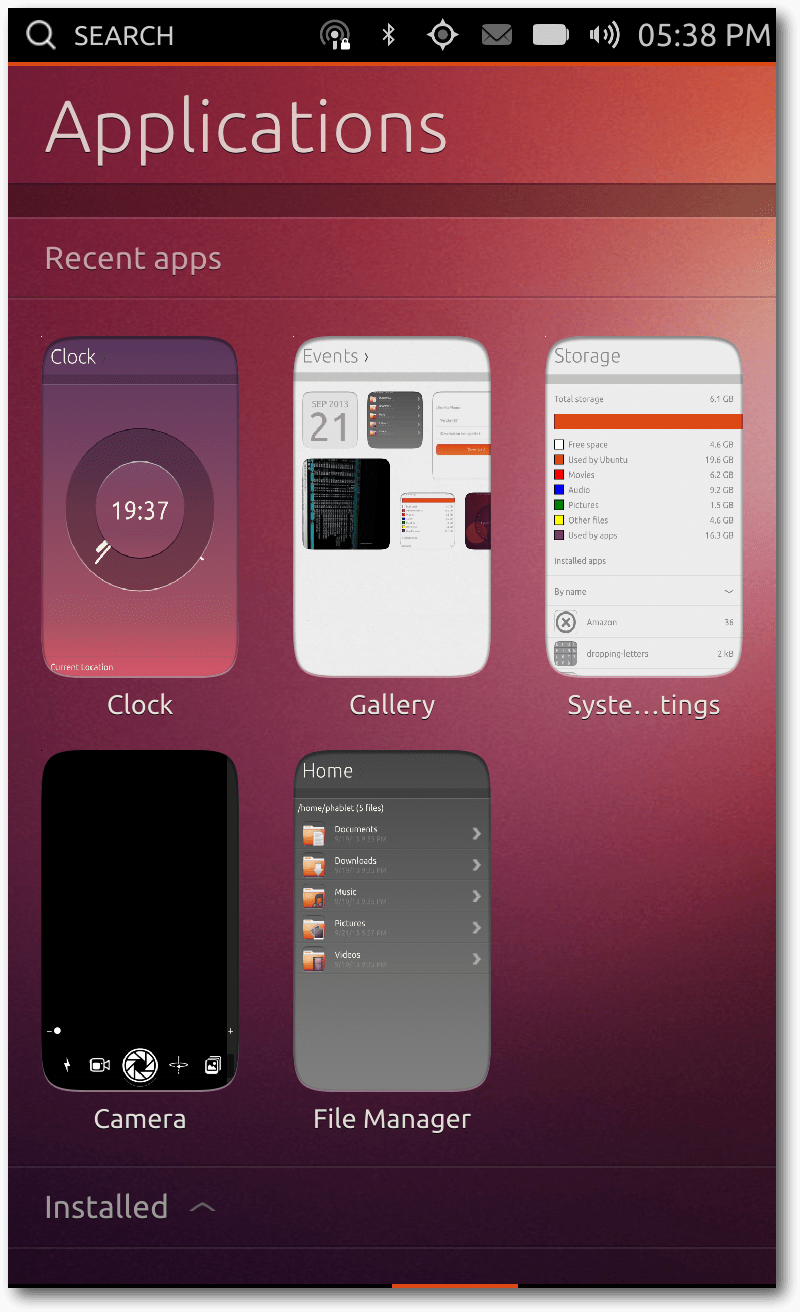 SEARCH 05:38 PM
Applications
Recent apps
Clock
19:37
Current Location
Clock
Events ›
SEP 2013
21
Gallery
Storage
Total storage 6.1 GB
Free space 4.6 GB
Used by Ubuntu 19.6 GB
Movies 6.2 GB
Audio 9.2 GB
Pictures 1.5 GB
Other files 4.6 GB
Used by apps 16.3 GB
Installed apps
By name
Amazon 36
dropping-letters 2 kB
Syste...tings
Camera
Home
/home/phablet (5 files)
Documents
Downloads
Music
Pictures
Videos
File Manager
Installed